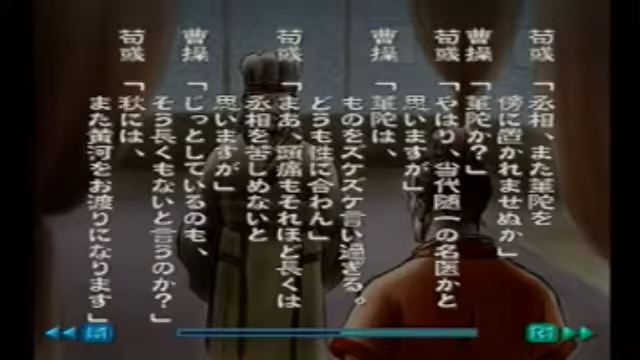 荀彧「丞相、また華陀を
傍に置かれませぬか」
曹操「華陀か?」
荀彧「やはり、当代随一の名医かと
思いますが」
曹操「華陀は、
ものをズケズケ言い過ぎる。
どうも性に合わん」
荀彧「まあ、頭痛もそれほど長くは
丞相を苦しめないと
思いますが」
曹操「じっとしているのも、
そう長くもないと言うのか?」
荀彧「秋には、
また黄河をお渡りになります」
L1
R1